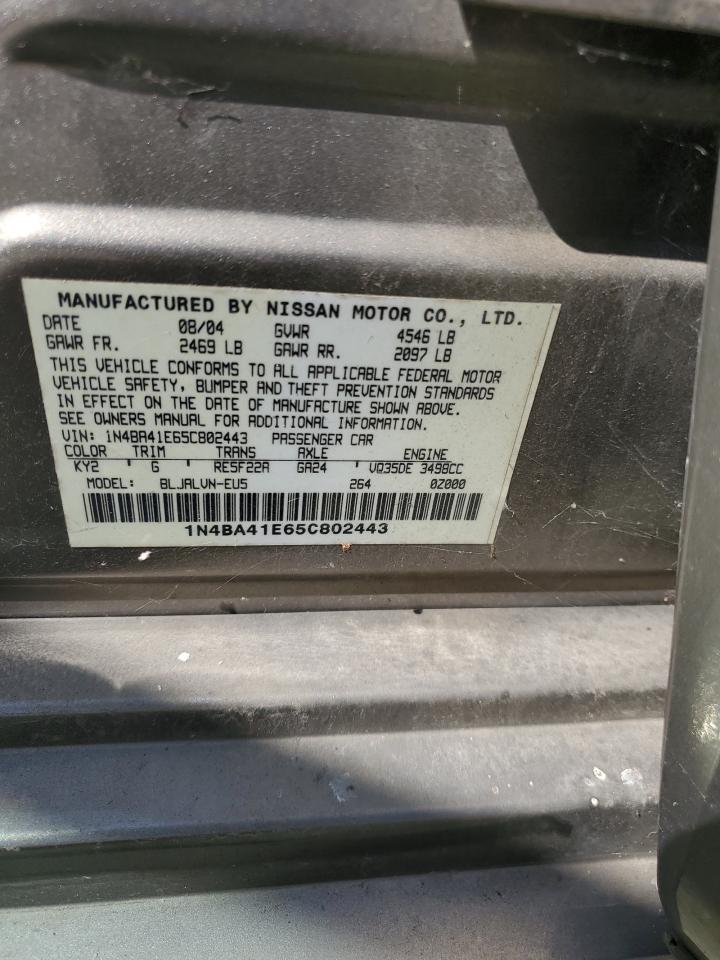 MANUFACTURED BY NISSAN MOTOR CO., LTD.
DATE 08/04 GVWR 4546 LB
GAWR FR. 2469 LB GAWR RR. 2097 LB
THIS VEHICLE CONFORMS TO ALL APPLICABLE FEDERAL MOTOR
VEHICLE SAFETY, BUMPER AND THEFT PREVENTION STANDARDS
IN EFFECT ON THE DATE OF MANUFACTURE SHOWN ABOVE.
SEE OWNERS MANUAL FOR ADDITIONAL INFORMATION.
VIN: 1N4BA41E65C802443 PASSENGER CAR
COLOR TRIM TRANS AXLE ENGINE
KY2 ' G ' RE5F22A GA24 ' VQ35DE 3498CC
MODEL: BLJALVN-EU5 264 0Z000
1N4BA41E65C802443